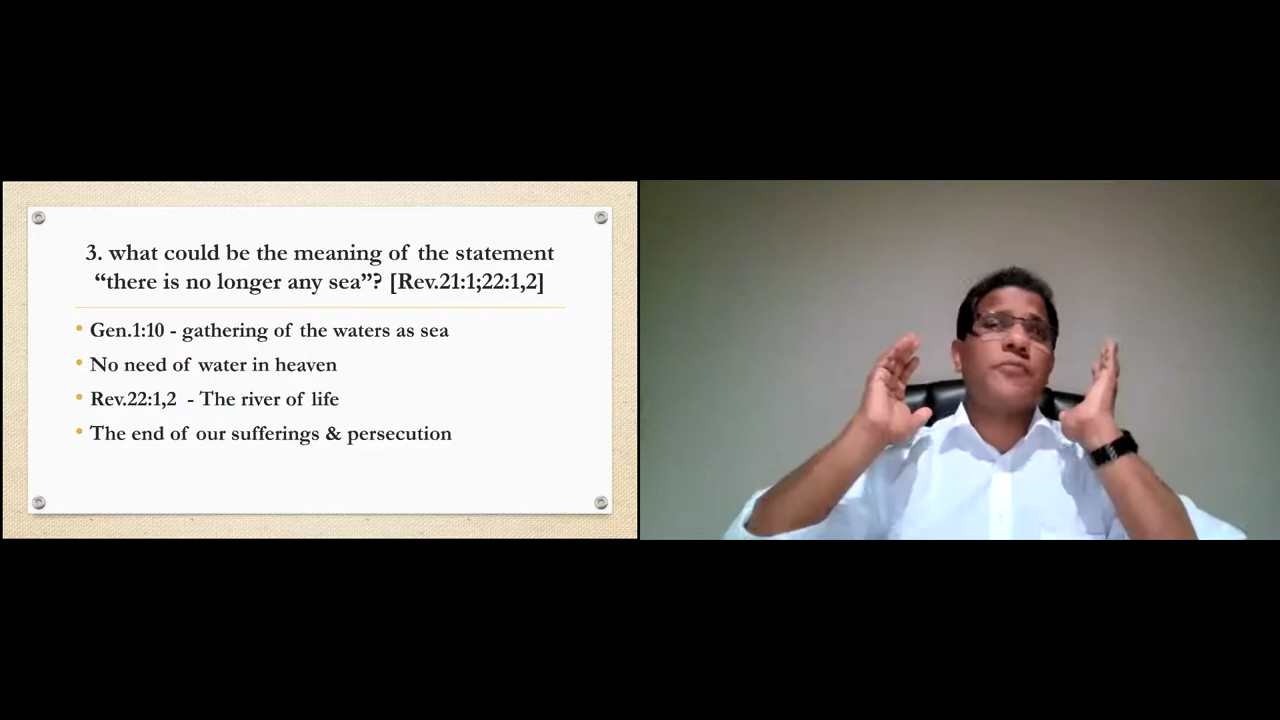 3. what could be the meaning of the statement
“there is no longer any sea”? [Rev.21:1;22:1,2]
• Gen.1:10 - gathering of the waters as sea
• No need of water in heaven
• Rev.22:1,2 - The river of life
• The end of our sufferings & persecution